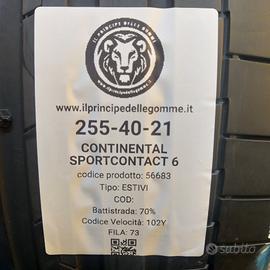 IL PRINCIPE DELLE GOMME
www.ilprincipedellegomme.it
255-40-21
CONTINENTAL
SPORTCONTACT 6
codice prodotto: 56683
Tipo: ESTIVI
COD:
Battistrada: 70%
Codice Velocità: 102Y
FILA: 73
subito